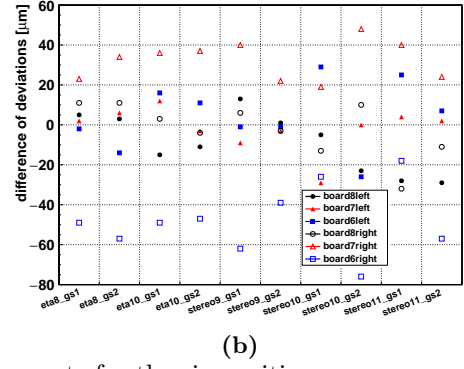 difference of deviations [μm]
60
40
20
0
−20
−40
−60
−80
board8left
board7left
board6left
board8right
board7right
board6right
eta8_gs1
eta8_gs2
eta10_gs1
eta10_gs2
stereo9_gs1
stereo9_gs2
stereo10_gs1
stereo10_gs2
stereo11_gs1
stereo11_gs2
(b)